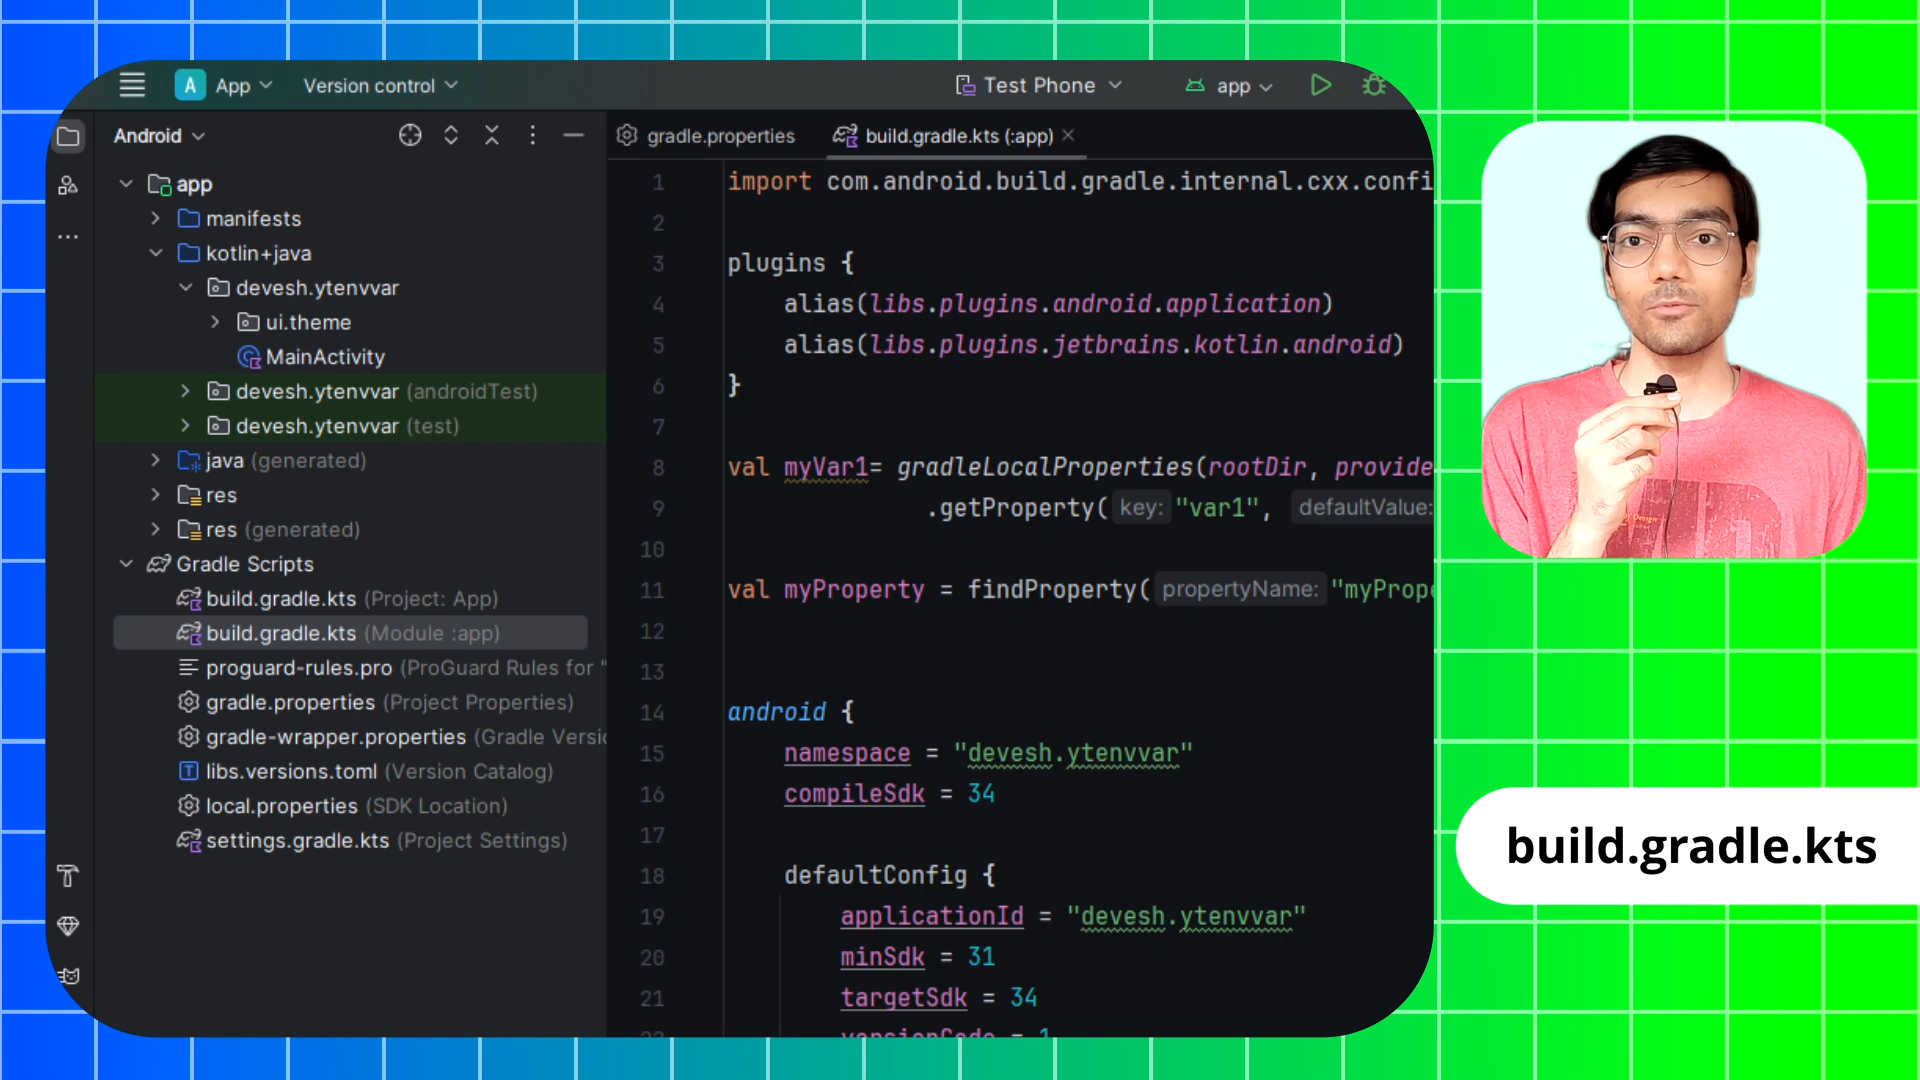 A App Version control Test Phone app
Android
gradle.properties build.gradle.kts (:app)
app
manifests
kotlin+java
devesh.ytenvvar
ui.theme
MainActivity
devesh.ytenvvar (androidTest)
devesh.ytenvvar (test)
java (generated)
res
res (generated)
Gradle Scripts
build.gradle.kts (Project: App)
build.gradle.kts (Module :app)
proguard-rules.pro (ProGuard Rules for "
gradle.properties (Project Properties)
gradle-wrapper.properties (Gradle Versi
libs.versions.toml (Version Catalog)
local.properties (SDK Location)
settings.gradle.kts (Project Settings)
1 import com.android.build.gradle.internal.cxx.confi
2
3 plugins {
4 alias(libs.plugins.android.application)
5 alias(libs.plugins.jetbrains.kotlin.android)
6 }
7
8 val myVar1= gradleLocalProperties(rootDir, provide
9 .getProperty( key: "var1", defaultValue:
10
11 val myProperty = findProperty( propertyName: "myProp
12
13
14 android {
15 namespace = "devesh.ytenvvar"
16 compileSdk = 34
17
18 defaultConfig {
19 applicationId = "devesh.ytenvvar"
20 minSdk = 31
21 targetSdk = 34
versionCode = 1
build.gradle.kts